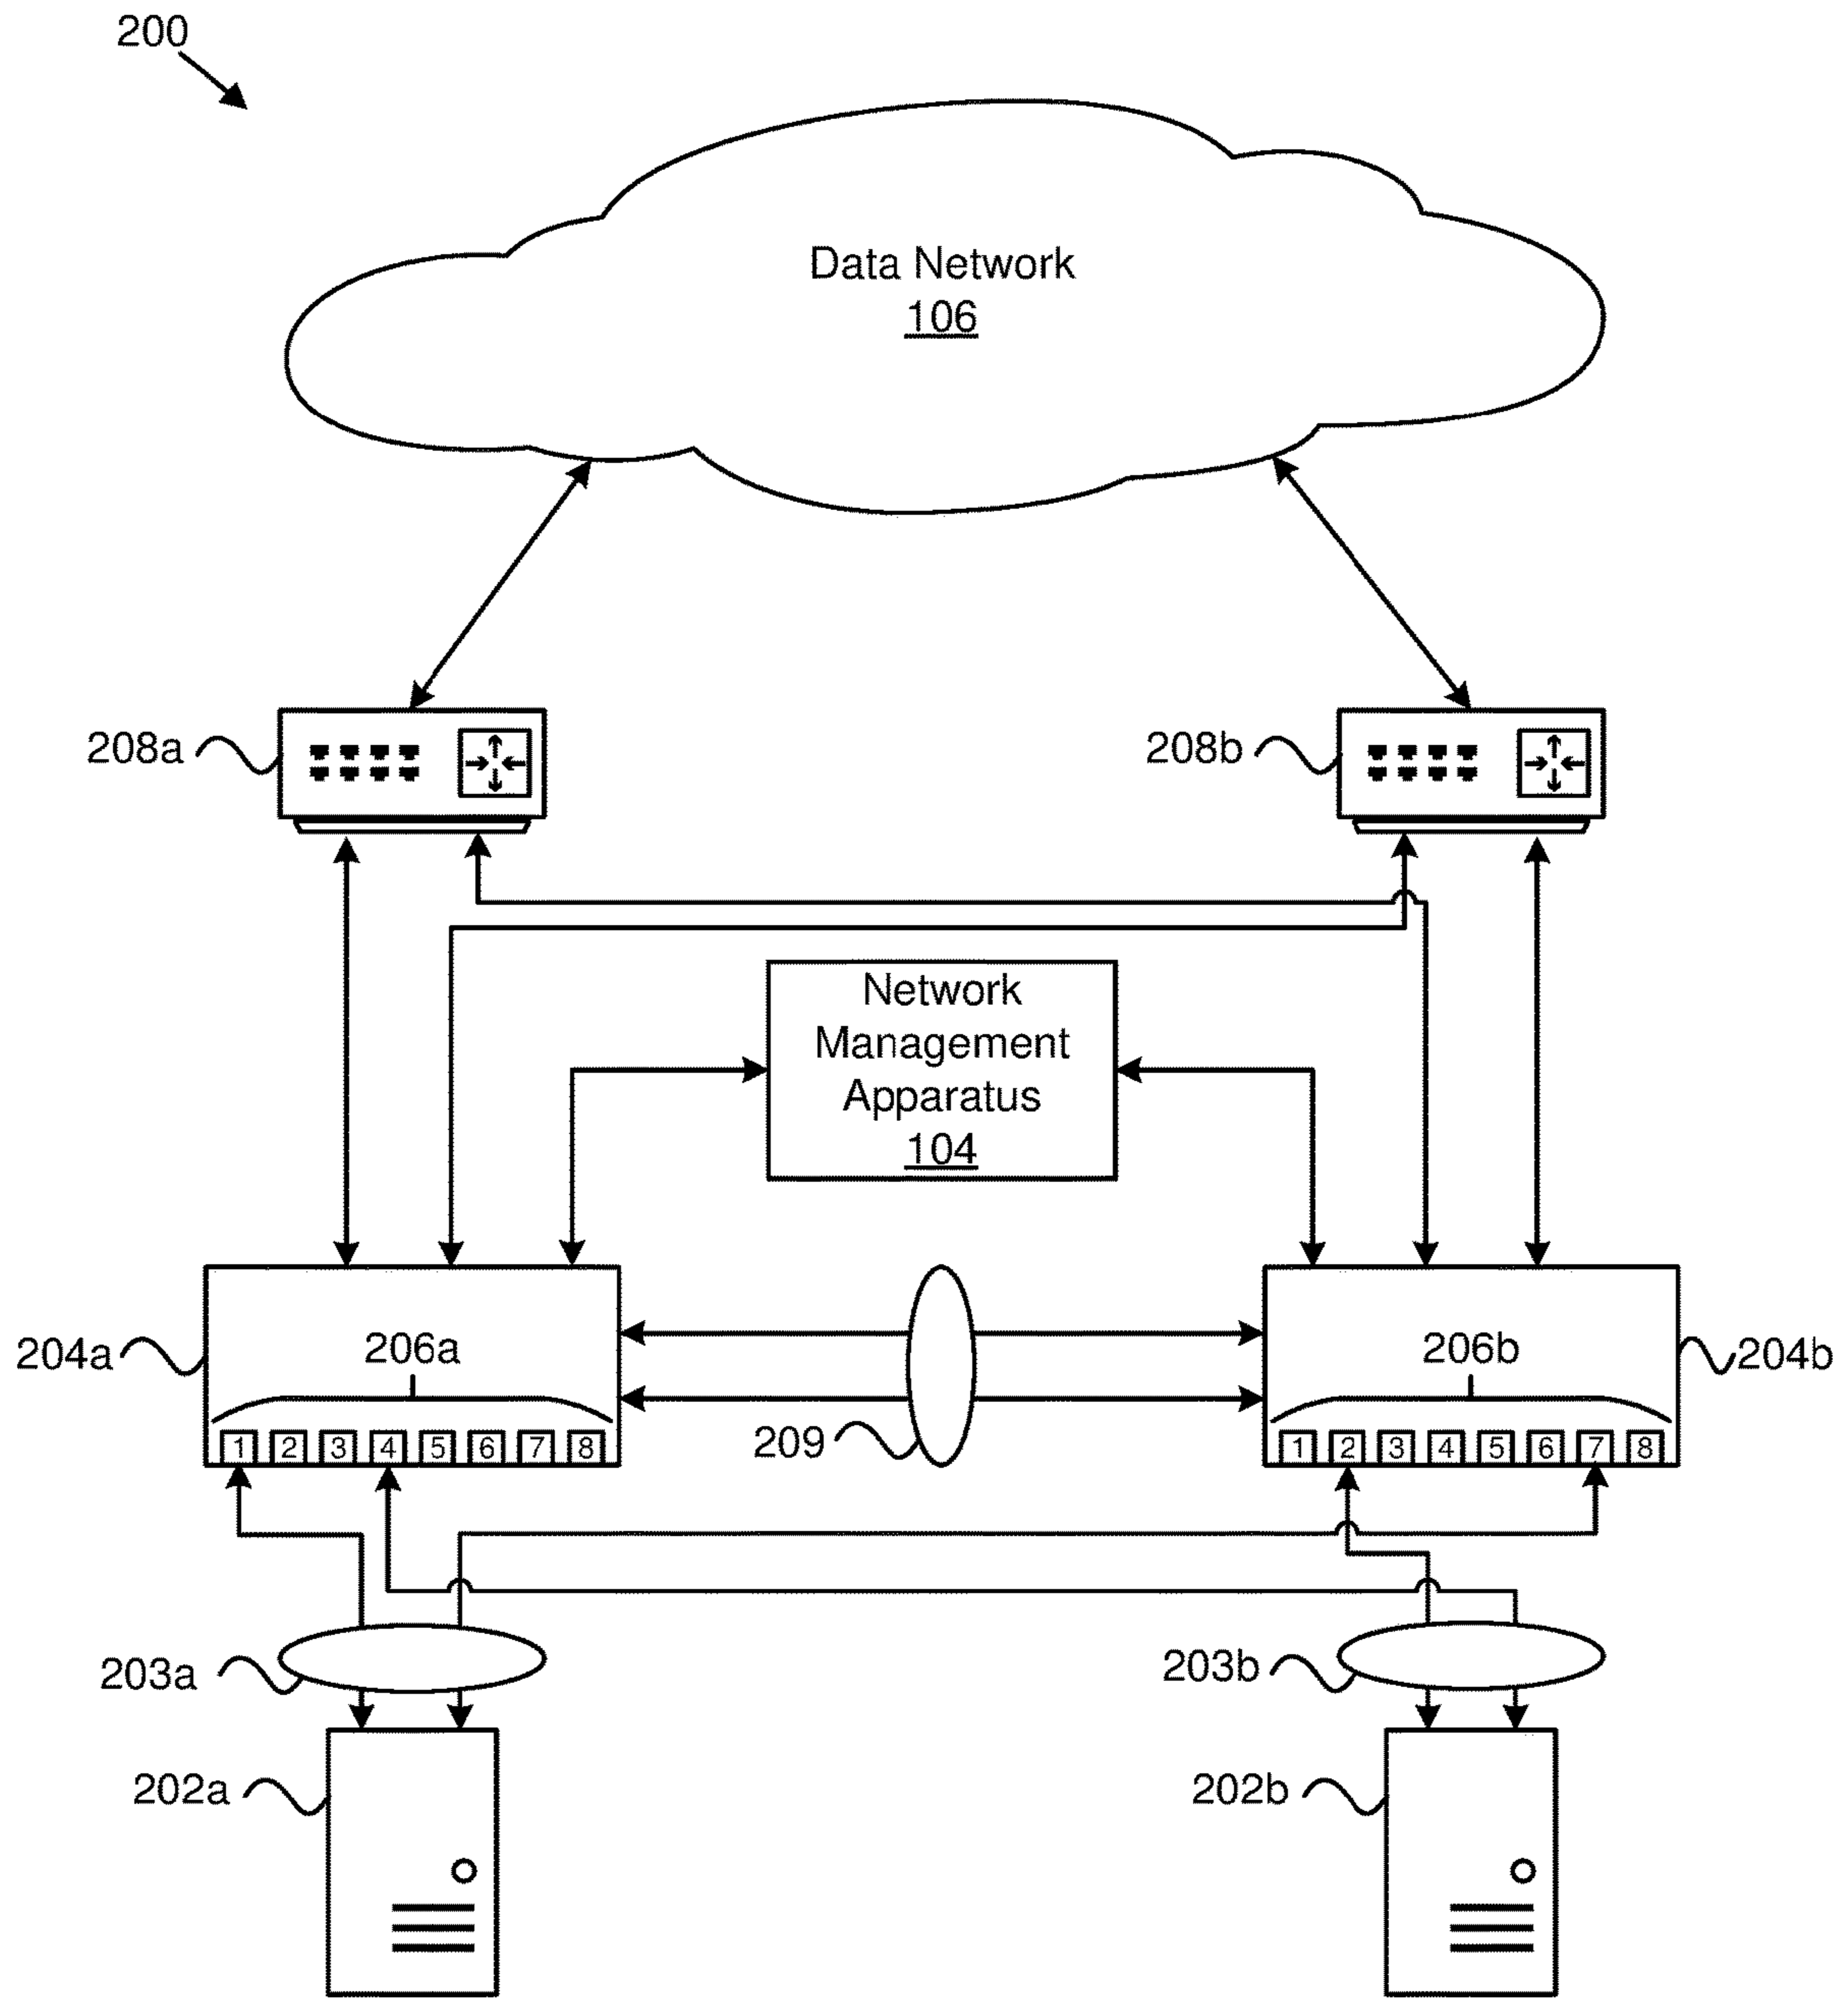 200
Data Network
106
208a
208b
Network
Management
Apparatus
104
204a
206a
206b
204b
209
1 2 3 4 5 6 7 8
1 2 3 4 5 6 7 8
203a
203b
202a
202b